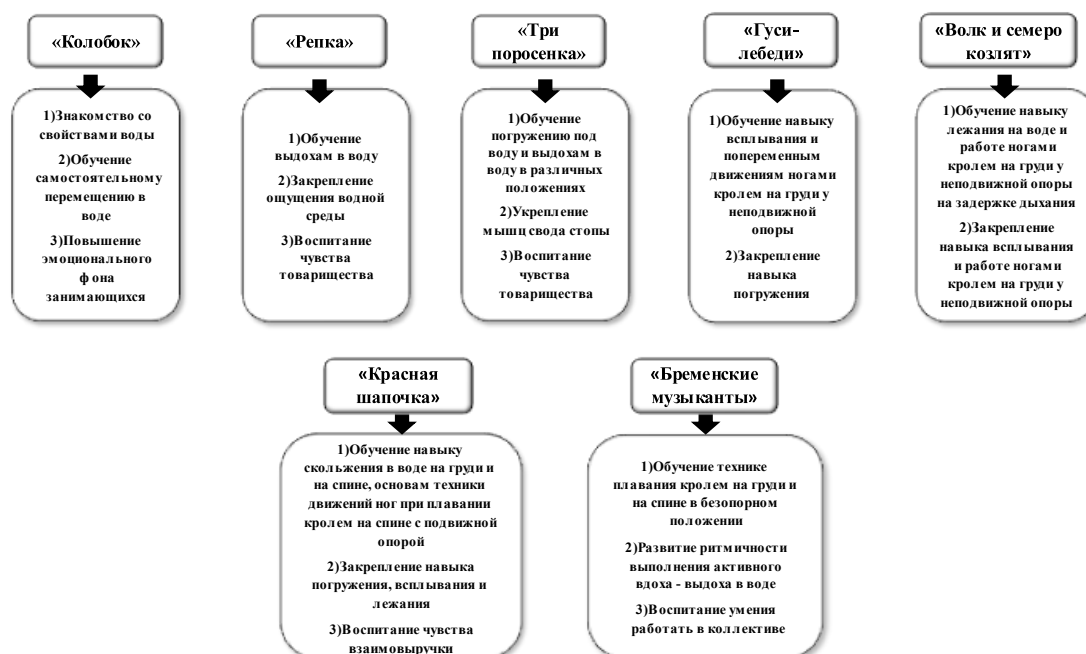 «Колобок»
1)Знакомство со
свойствами воды
2)Обучение
самостоятельному
перемещению в
воде
3)Повышение
эмоционального
фона
занимающихся
«Репка»
1)Обучение
выдохам в воду
2)Закрепление
ощущения водной
среды
3)Воспитание
чувства
товарищества
«Три
поросенка»
1)Обучение
погружению под
воду и выдохам в
воду в различных
положениях
2)Укрепление
мышц свода стопы
3)Воспитание
чувства
товарищества
«Гуси-
лебеди»
1)Обучение навыку
всплывания и
попеременным
движениям ногами
кролем на груди у
неподвижной
опоры
2)Закрепление
навыка
погружения
«Волк и семеро
козлят»
1)Обучение навыку
лежания на воде и
работе ногами
кролем на груди у
неподвижной опоры
на задержке дыхания
2)Закрепление
навыка всплывания
и работе ногами
кролем на груди у
неподвижной опоры
«Красная
шапочка»
1)Обучение навыку
скольжения в воде на груди и
на спине, основам техники
движений ног при плавании
кролем на спине с подвижной
опорой
2)Закрепление навыка
погружения, всплывания и
лежания
3)Воспитание чувства
взаимовыручки
«Бременские
музыканты»
1)Обучение технике
плавания кролем на груди и
на спине в безопорном
положении
2)Развитие ритмичности
выполнения активного
вдоха - выдоха в воде
3)Воспитание умения
работать в коллективе